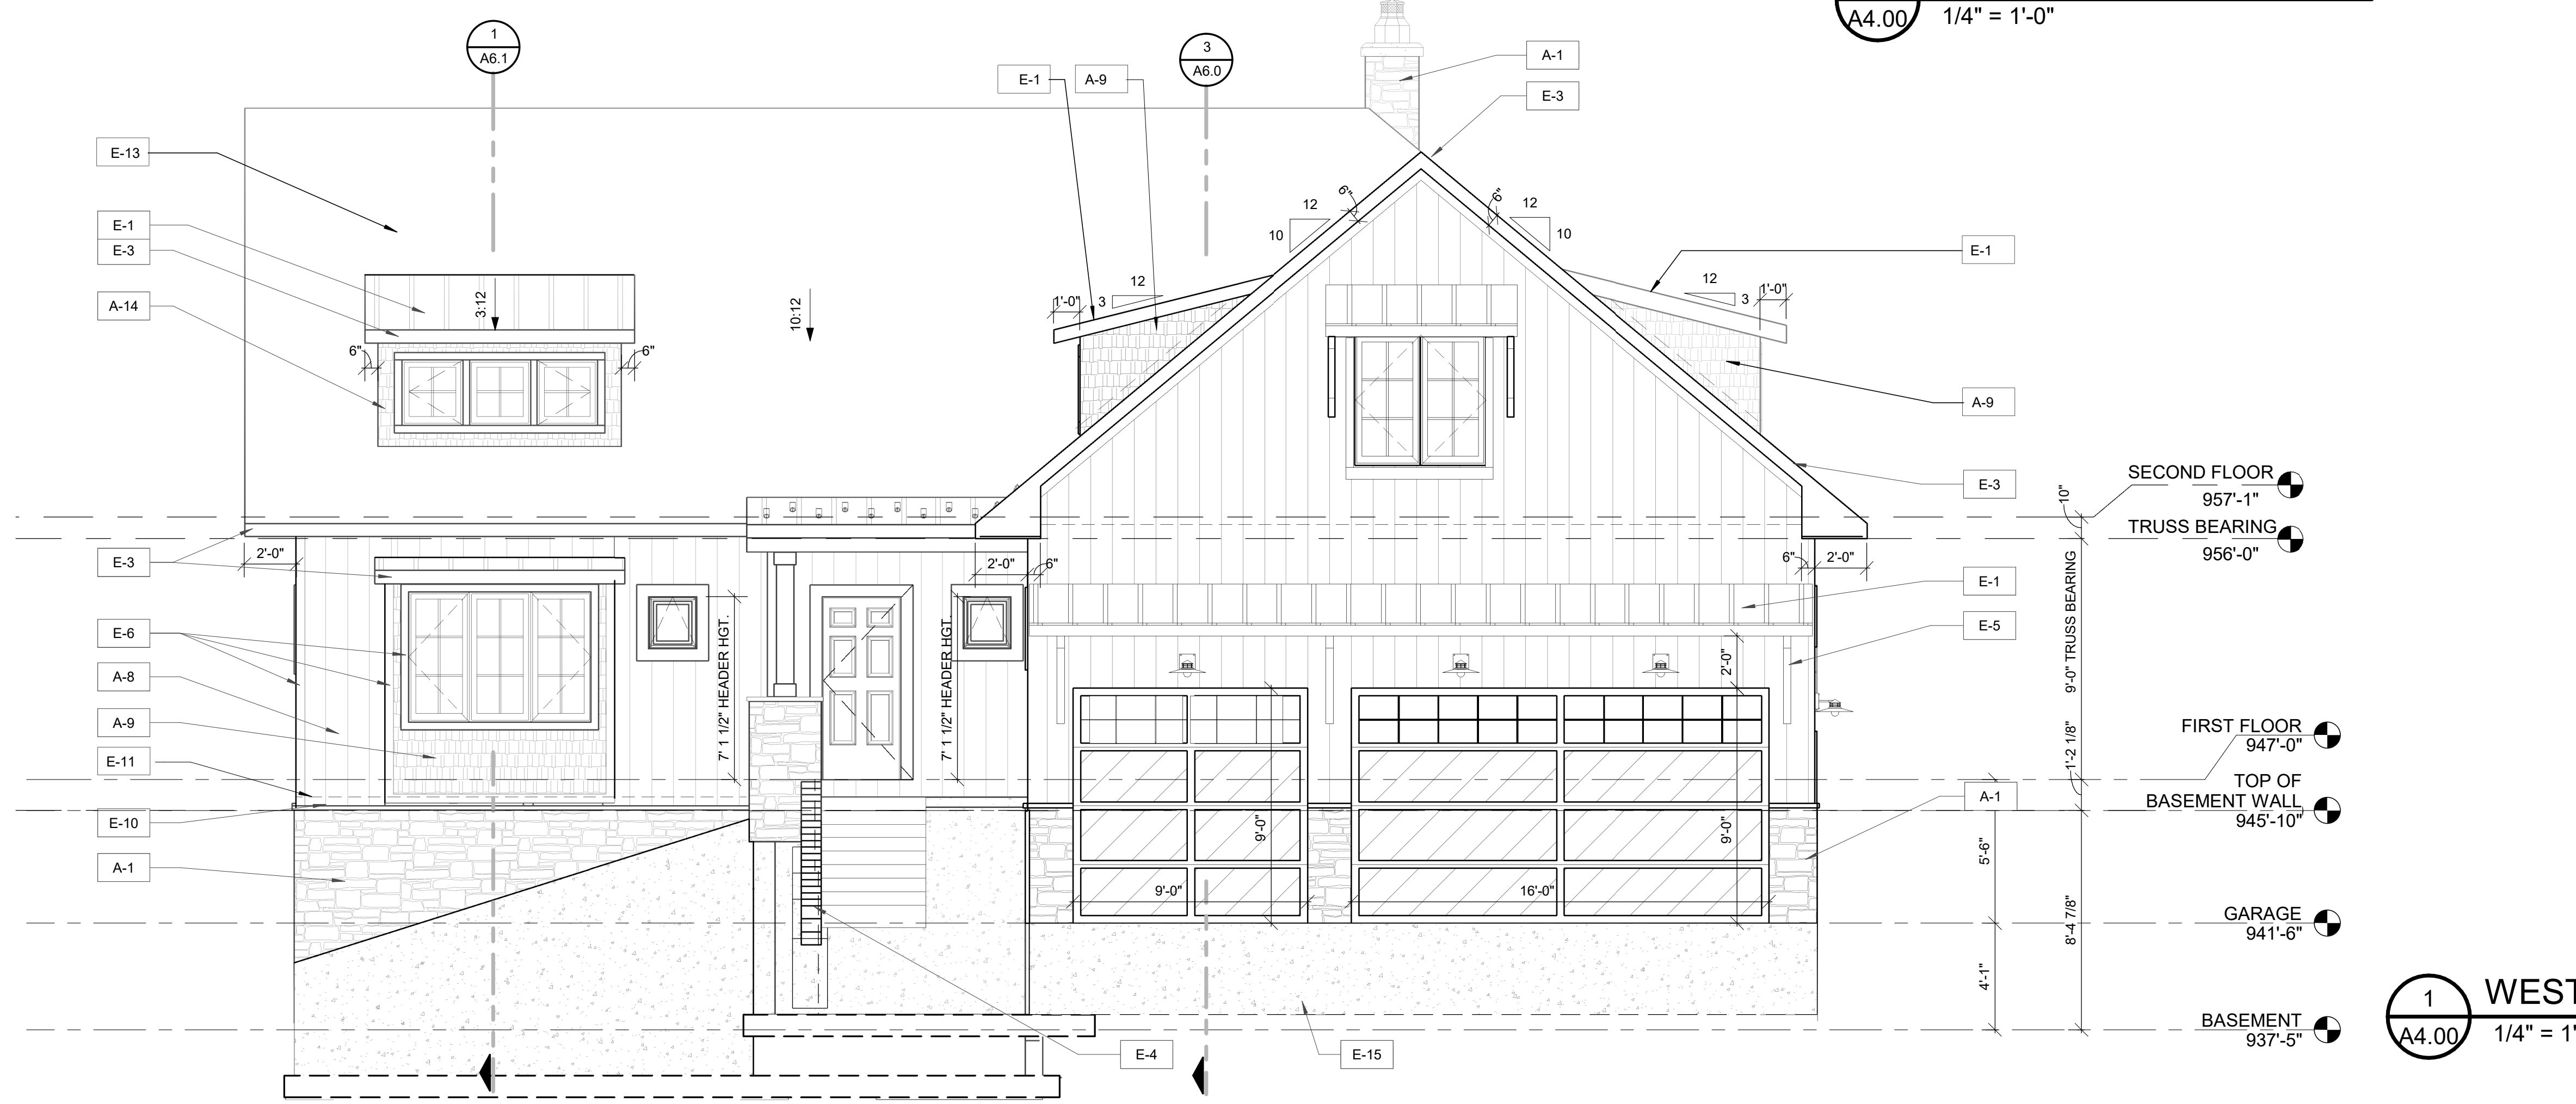 A4.00
1/4" = 1'-0"
1
A6.1
3
A6.0
E-1
A-9
A-1
E-3
E-13
E-1
E-3
A-14
3:12
10:12
6"
6"
6"
6"
12
10
12
10
12
3
1'-0"
12
3
1'-0"
E-1
A-9
E-3
SECOND FLOOR
957'-1"
10"
TRUSS BEARING
956'-0"
E-3
2'-0"
2'-0"
6"
6"
2'-0"
9'-0" TRUSS BEARING
E-1
E-5
E-6
A-8
A-9
E-11
E-10
A-1
7' 1 1/2" HEADER HGT.
7' 1 1/2" HEADER HGT.
2'-0"
FIRST FLOOR
947'-0"
1'-2 1/8"
TOP OF
BASEMENT WALL
945'-10"
A-1
9'-0"
9'-0"
9'-0"
16'-0"
5'-6"
8'-4 7/8"
GARAGE
941'-6"
4'-1"
BASEMENT
937'-5"
E-4
E-15
1
A4.00
WEST
1/4" = 1'